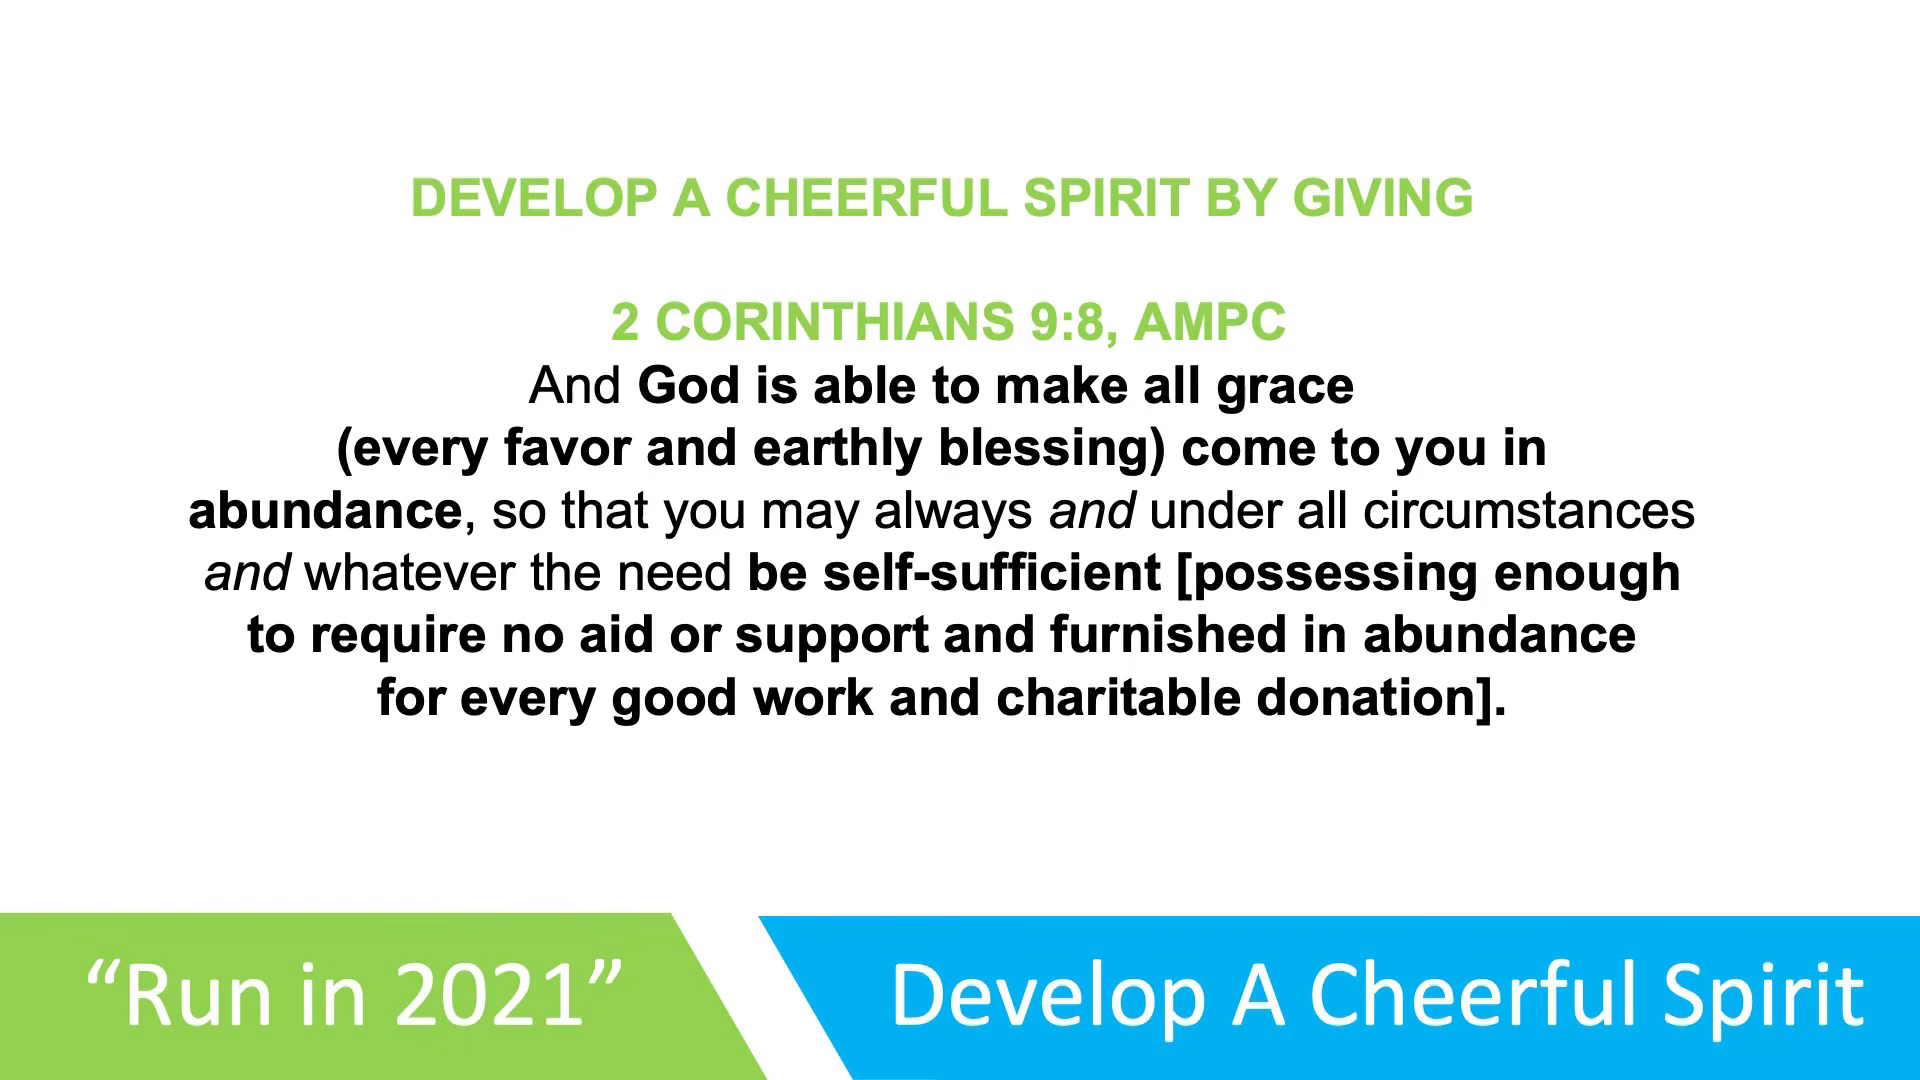 DEVELOP A CHEERFUL SPIRIT BY GIVING
2 CORINTHIANS 9:8, AMPC
And God is able to make all grace
(every favor and earthly blessing) come to you in
abundance, so that you may always and under all circumstances
and whatever the need be self-sufficient [possessing enough
to require no aid or support and furnished in abundance
for every good work and charitable donation].
“Run in 2021”
Develop A Cheerful Spirit